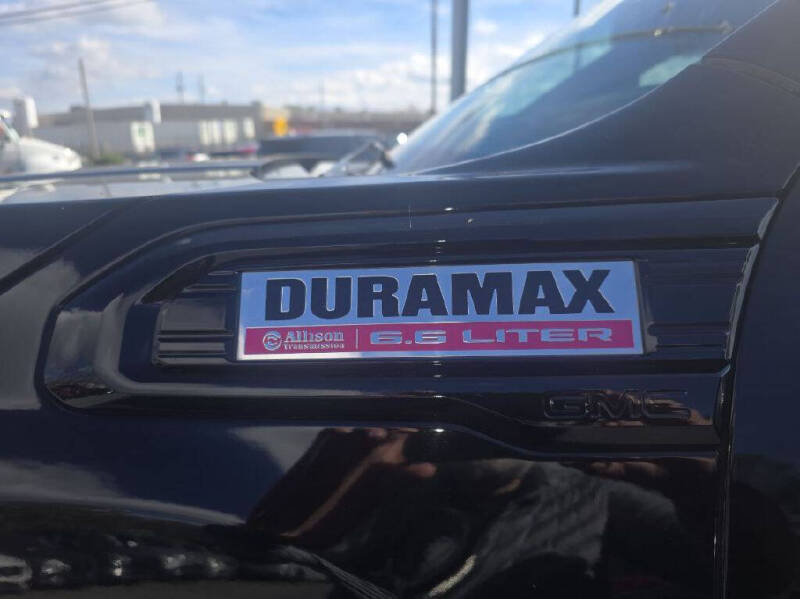 DURAMAX
Allison Transmission 6.6 LITER
GMC